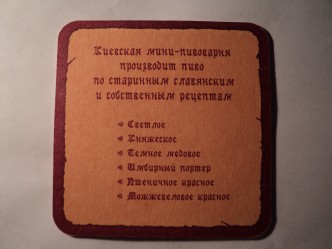 Киевская мини-пивоварня
производит пиво
по старинным славянским
и собственным рецептам
* Светлое
* Княжеское
* Темное медовое
* Имбирный портер
* Пшеничное красное
* Можжевеловое красное